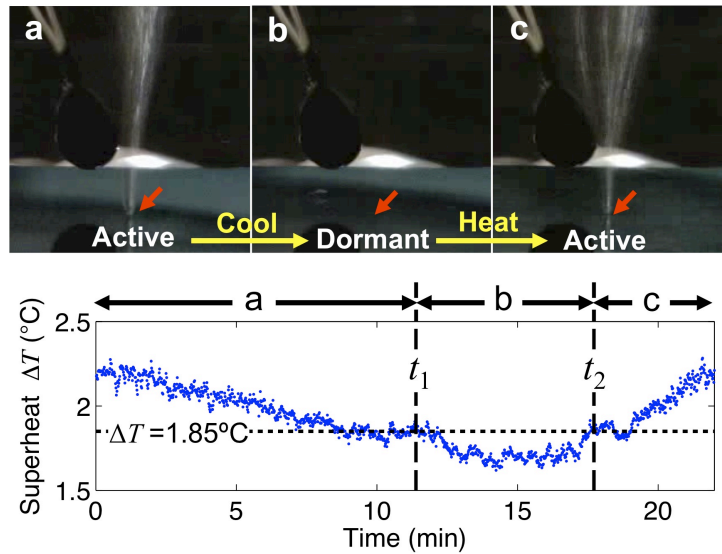 a b c
Cool Heat
Active Dormant Active
a b c
2.5
2
1.5
Superheat ΔT (°C)
t₁ t₂
ΔT =1.85ºC
0 5 10 15 20
Time (min)